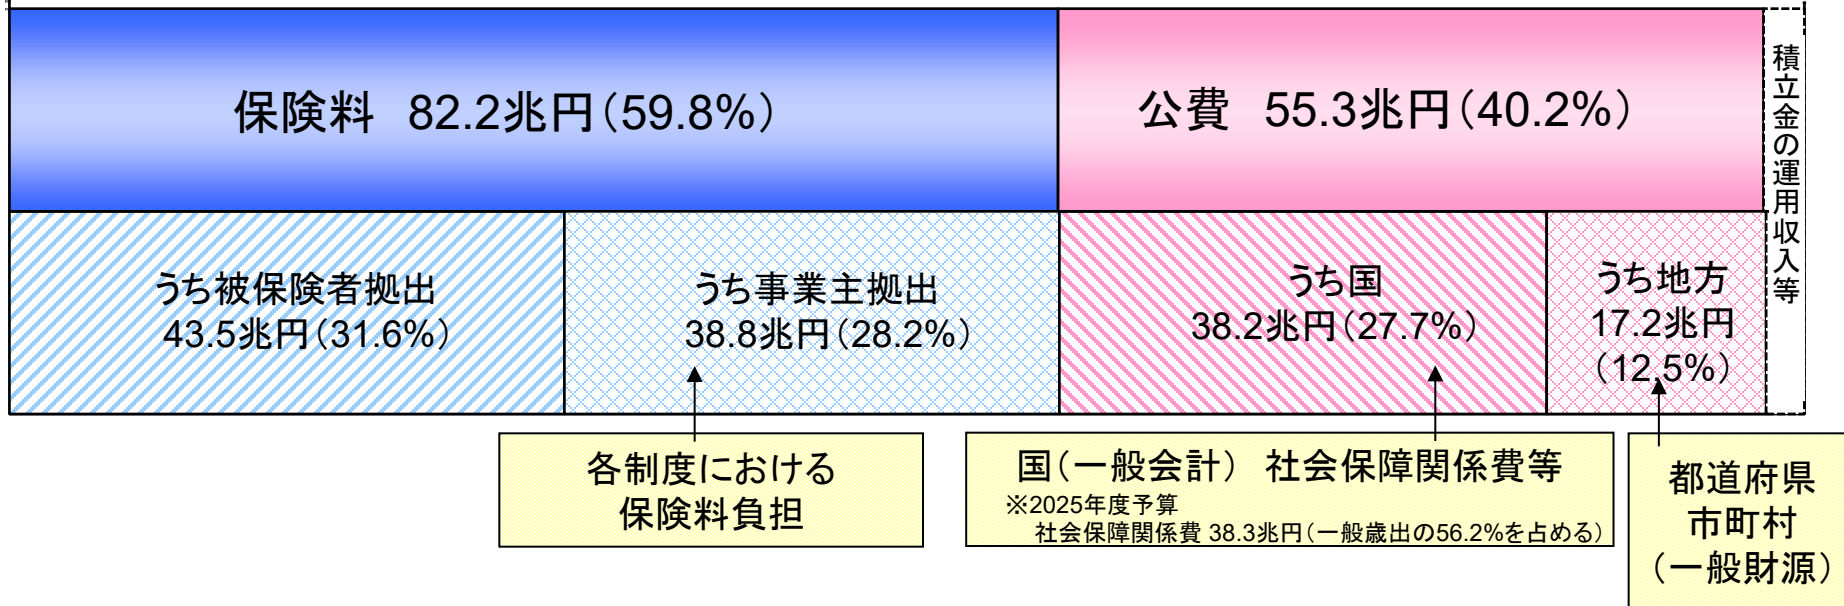 保険料　82.2兆円（59.8%）
公費　55.3兆円（40.2%）
積立金の運用収入等
うち被保険者拠出
43.5兆円（31.6%）
うち事業主拠出
38.8兆円（28.2%）
うち国
38.2兆円（27.7%）
うち地方
17.2兆円
（12.5%）
各制度における
保険料負担
国（一般会計）　社会保障関係費等
※2025年度予算
社会保障関係費 38.3兆円（一般歳出の56.2%を占める）
都道府県
市町村
（一般財源）